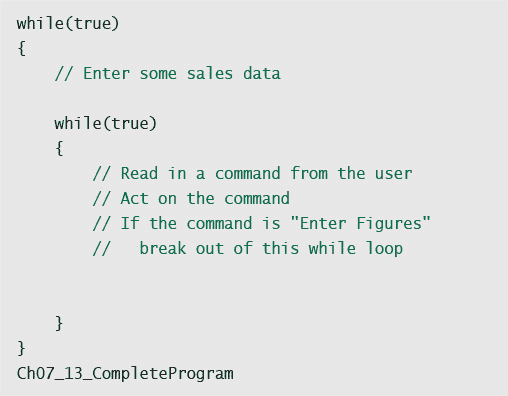 while(true)
{
    // Enter some sales data
    while(true)
    {
        // Read in a command from the user
        // Act on the command
        // If the command is "Enter Figures"
        //   break out of this while loop
    }
}
Ch07_13_CompleteProgram